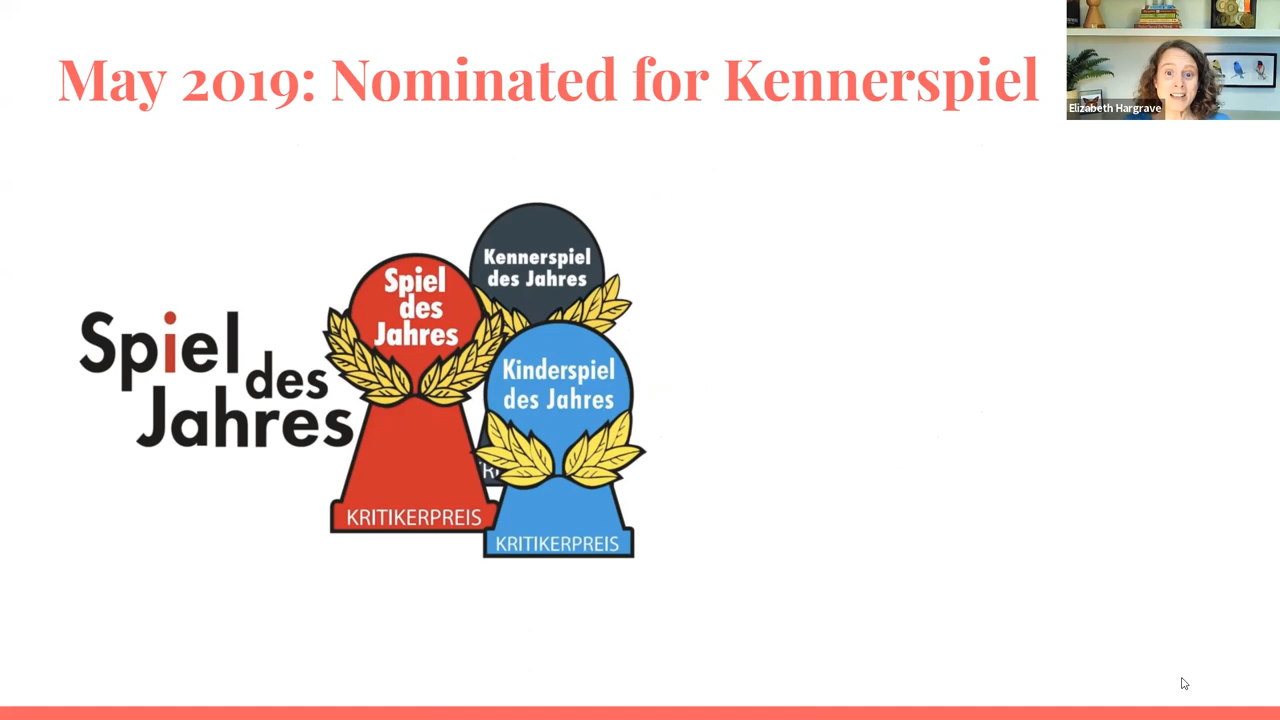 May 2019: Nominated for Kennerspiel
Elizabeth Hargrave
Spiel
des
Jahres
Spiel
des
Jahres
KRITIKERPREIS
Kennerspiel
des Jahres
Kinderspiel
des Jahres
KRITIKERPREIS